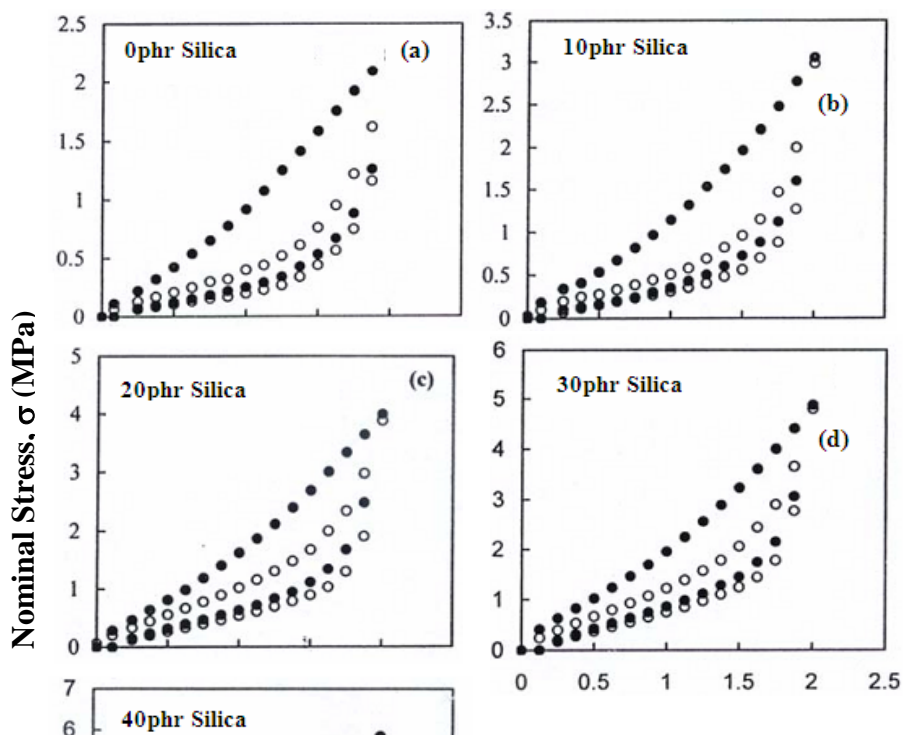 Nominal Stress, σ (MPa)
0phr Silica
(a)
2.5
2
1.5
1
0.5
0
10phr Silica
(b)
3.5
3
2.5
2
1.5
1
0.5
0
20phr Silica
(c)
5
4
3
2
1
0
30phr Silica
(d)
6
5
4
3
2
1
0
0 0.5 1 1.5 2 2.5
40phr Silica
7
6